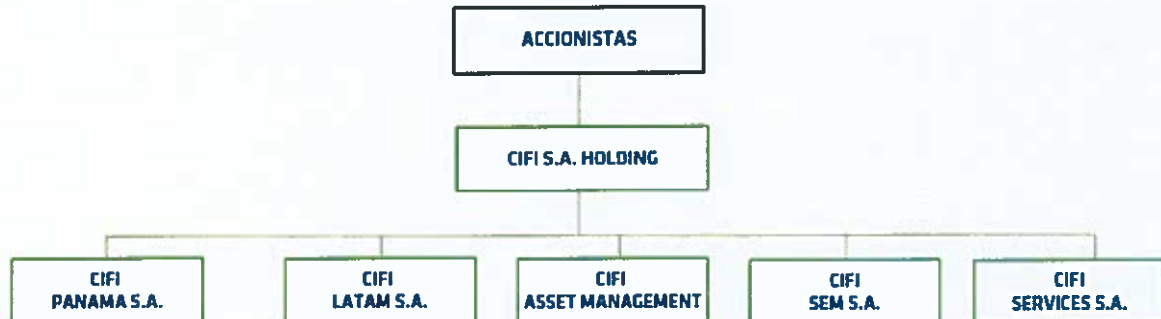 ACCIONISTAS
CIFI S.A. HOLDING
CIFI
PANAMA S.A.
CIFI
LATAM S.A.
CIFI
ASSET MANAGEMENT
CIFI
SEM S.A.
CIFI
SERVICES S.A.